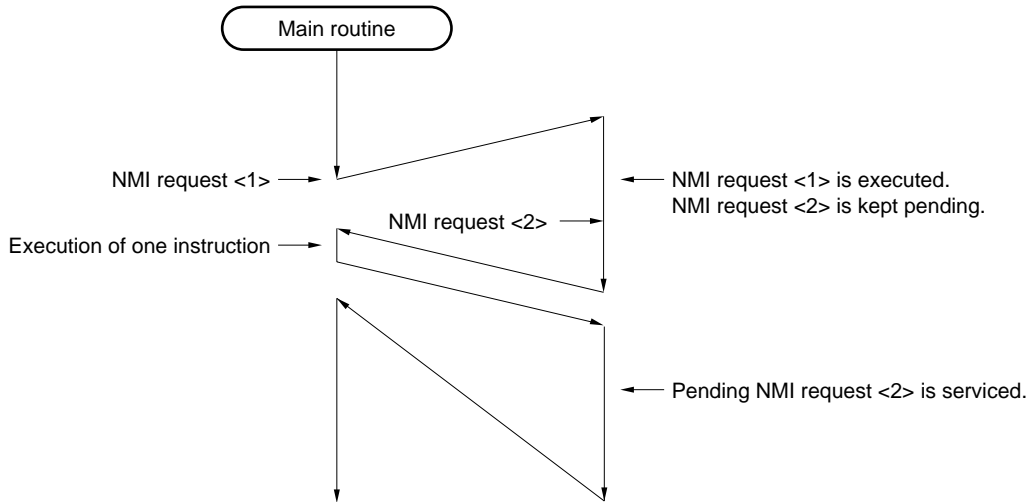 Main routine
NMI request <1>
NMI request <1> is executed.
NMI request <2> is kept pending.
NMI request <2>
Execution of one instruction
Pending NMI request <2> is serviced.